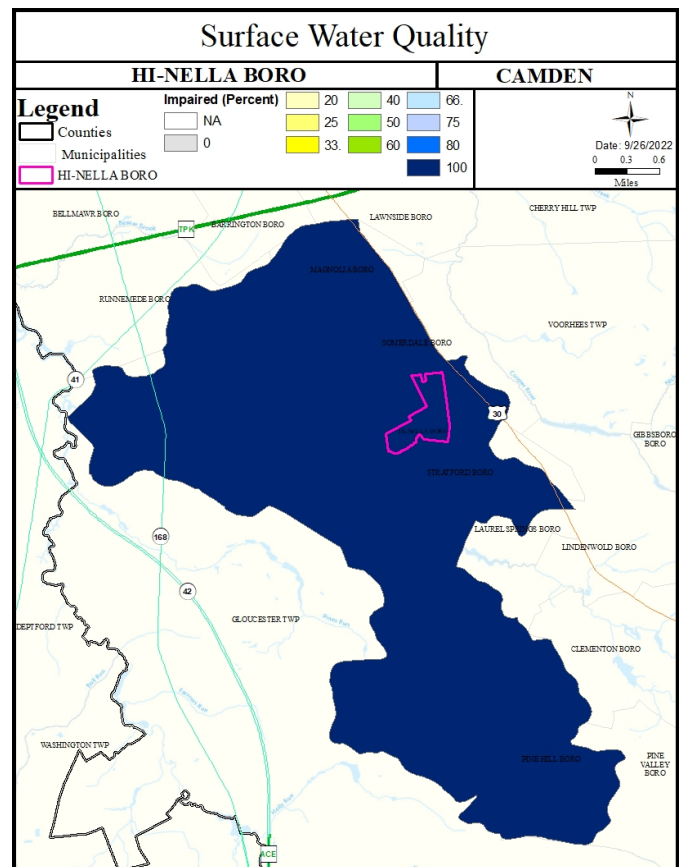 Surface Water Quality
HI-NELLA BORO
CAMDEN
Legend
Counties
Municipalities
HI-NELLA BORO
Impaired (Percent)
NA
0
20
25
33.
40
50
60
66.
75
80
100
N
Date: 9/26/2022
0 0.3 0.6
Miles
BELLMAWR BORO
BARRINGTON BORO
LAWNSIDE BORO
CHERRY HILL TWP
TPK
MAGNOLIA BORO
RUNNEMEDE BORO
VOORHEES TWP
SOMERDALE BORO
41
Cooper River
30
GIBBSBORO
BORO
STRATFORD BORO
LAUREL SPRINGS BORO
168
LINDENWOLD BORO
42
GLOUCESTER TWP
DEPTFORD TWP
CLEMENTON BORO
WASHINGTON TWP
PINE HILL BORO
PINE
VALLEY
BORO
ACE